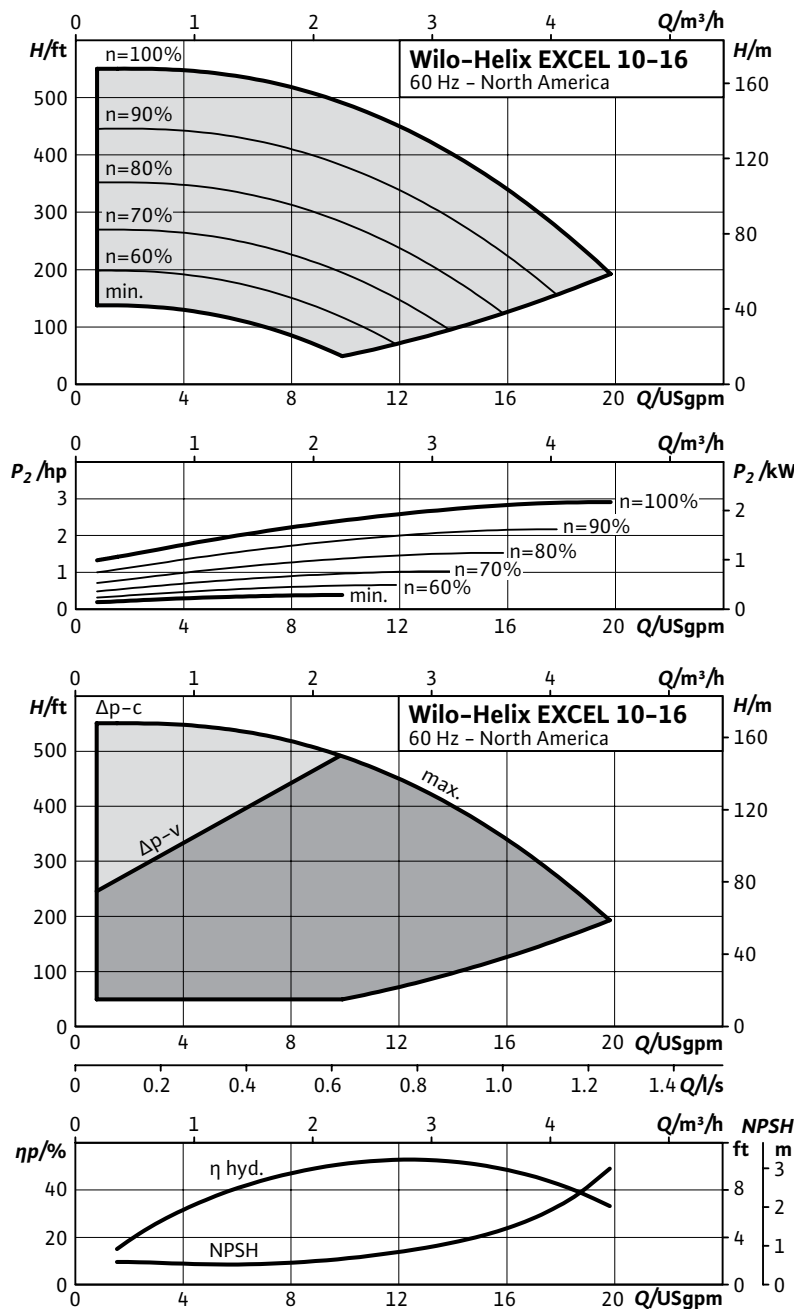 0 1 2 3 4 Q/m³/h
H/ft n=100% Wilo-Helix EXCEL 10-16 H/m
60 Hz - North America
500 160
n=90%
400 120
n=80%
300
n=70% 80
200 n=60%
min.
100 40
0 0
0 4 8 12 16 20 Q/USgpm
0 1 2 3 4 Q/m³/h
P₂ /hp P₂ /kW
3 n=100% 2
2 n=90%
n=80% 1
1 n=70%
n=60%
min.
0 0
0 4 8 12 16 20 Q/USgpm
0 1 2 3 4 Q/m³/h
H/ft Δp-c Wilo-Helix EXCEL 10-16 H/m
60 Hz - North America
500 160
max.
400 120
Δp-v
300 80
200
40
100
0 0
0 4 8 12 16 20 Q/USgpm
0 0.2 0.4 0.6 0.8 1.0 1.2 1.4 Q/l/s
0 1 2 3 4 Q/m³/h NPSH
ηp/% η hyd. ft m
3
40 8 2
20 NPSH 4 1
0 0 0
0 4 8 12 16 20 Q/USgpm